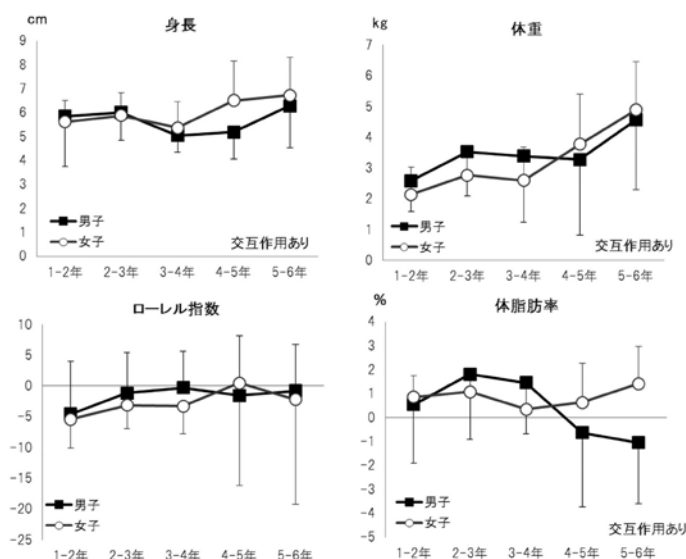 cm
身長
9
8
7
6
5
4
3
2
1
0
男子
女子
交互作用あり
1-2年 2-3年 3-4年 4-5年 5-6年
kg
体重
7
6
5
4
3
2
1
0
男子
女子
交互作用あり
1-2年 2-3年 3-4年 4-5年 5-6年
ローレル指数
10
5
0
-5
-10
-15
-20
-25
男子
女子
1-2年 2-3年 3-4年 4-5年 5-6年
%
体脂肪率
4
3
2
1
0
-1
-2
-3
-4
-5
男子
女子
交互作用あり
1-2年 2-3年 3-4年 4-5年 5-6年